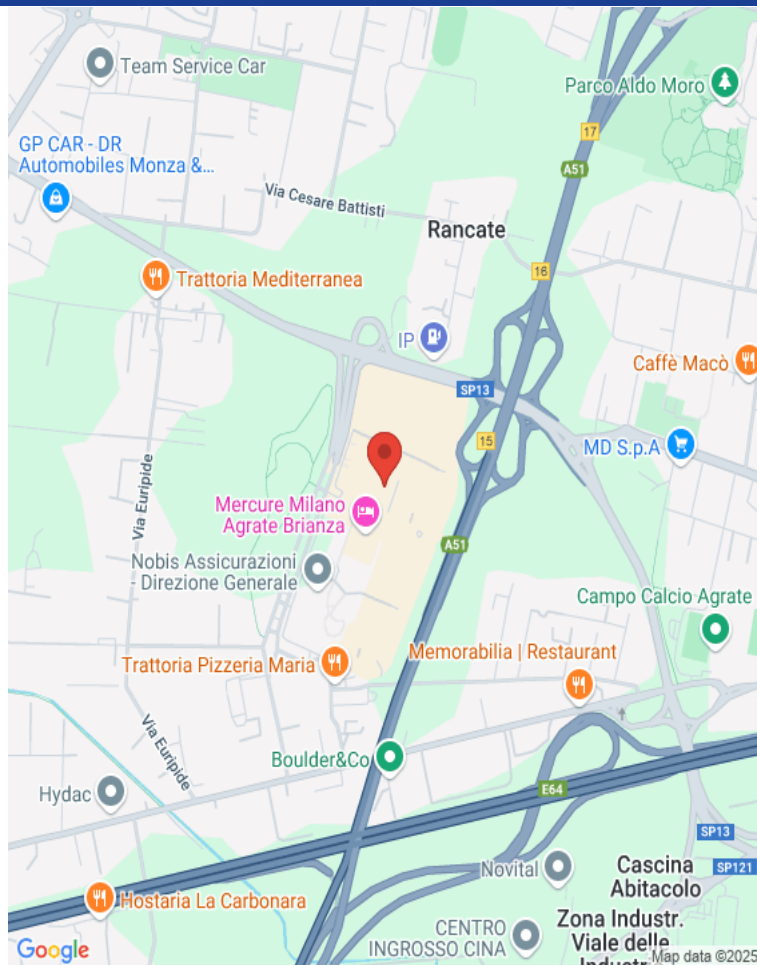 Team Service Car
Parco Aldo Moro
17
GP CAR - DR
Automobiles Monza &...
A51
Via Cesare Battisti
Rancate
16
Trattoria Mediterranea
IP
Caffè Macò
SP13
15
MD S.p.A
Via Euripide
Mercure Milano
Agrate Brianza
A51
Nobis Assicurazioni
- Direzione Generale
Campo Calcio Agrate
Trattoria Pizzeria Maria
Memorabilia | Restaurant
Via Euripide
Boulder&Co
Hydac
E64
SP13
Novital
Cascina
Abitacolo
SP121
Hostaria La Carbonara
CENTRO
INGROSSO CINA
Zona Industr.
Viale delle
Google
Map data ©2025